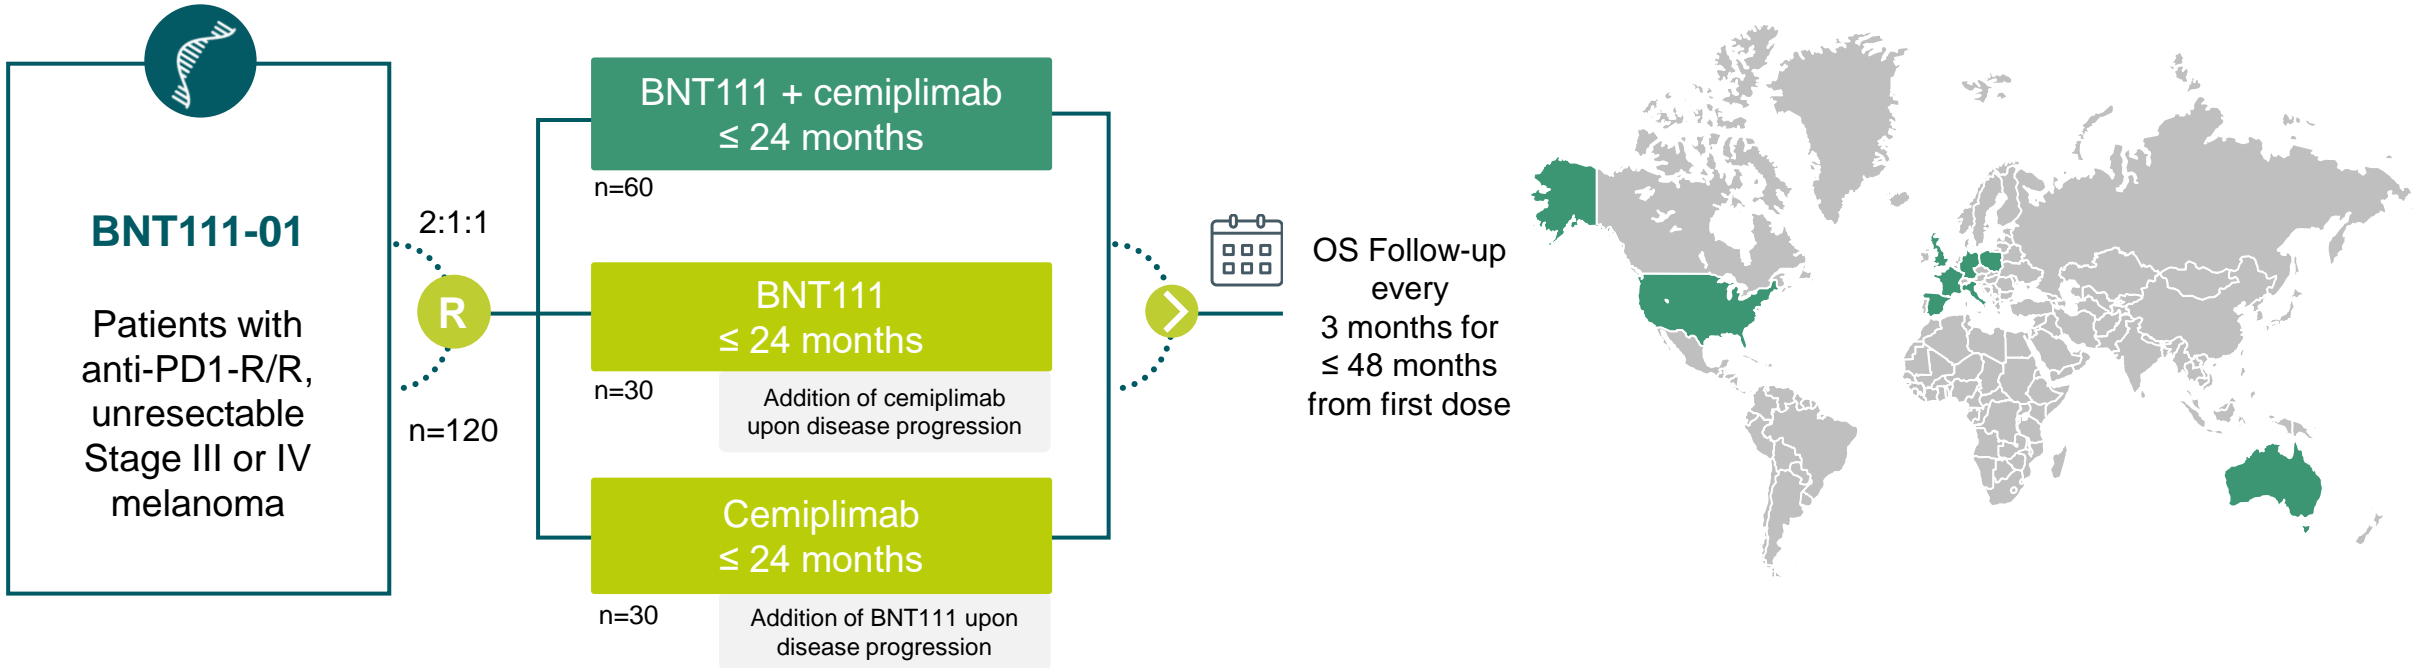 BNT111-01
Patients with
anti-PD1-R/R,
unresectable
Stage III or IV
melanoma
2:1:1
R
n=120
BNT111 + cemiplimab
≤ 24 months
n=60
BNT111
≤ 24 months
n=30
Addition of cemiplimab
upon disease progression
Cemiplimab
≤ 24 months
n=30
Addition of BNT111 upon
disease progression
OS Follow-up
every
3 months for
≤ 48 months
from first dose